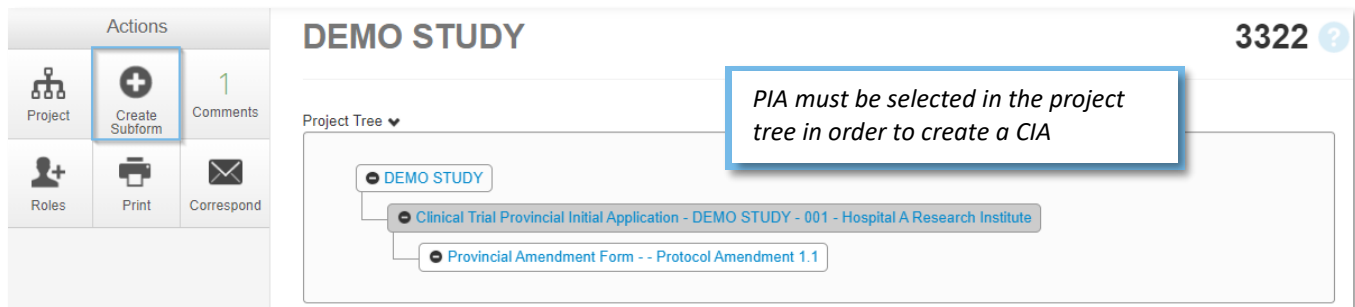 Actions
Project
Create
Subform
1
Comments
Roles
Print
Correspond
DEMO STUDY
3322 ?
PIA must be selected in the project
tree in order to create a CIA
Project Tree
DEMO STUDY
Clinical Trial Provincial Initial Application - DEMO STUDY - 001 - Hospital A Research Institute
Provincial Amendment Form - - Protocol Amendment 1.1